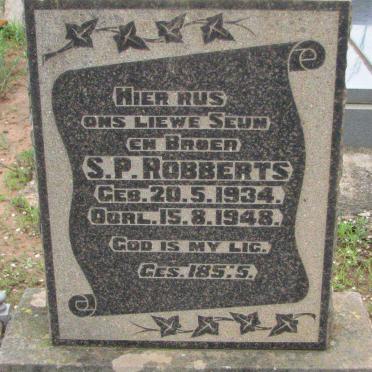 HIER RUS
ONS LIEWE SEUN
EN BROER
S.P. ROBBERTS
GEB. 20.5.1934.
OORL. 15.8.1948.
GOD IS MY LIG.
GES. 185:5.